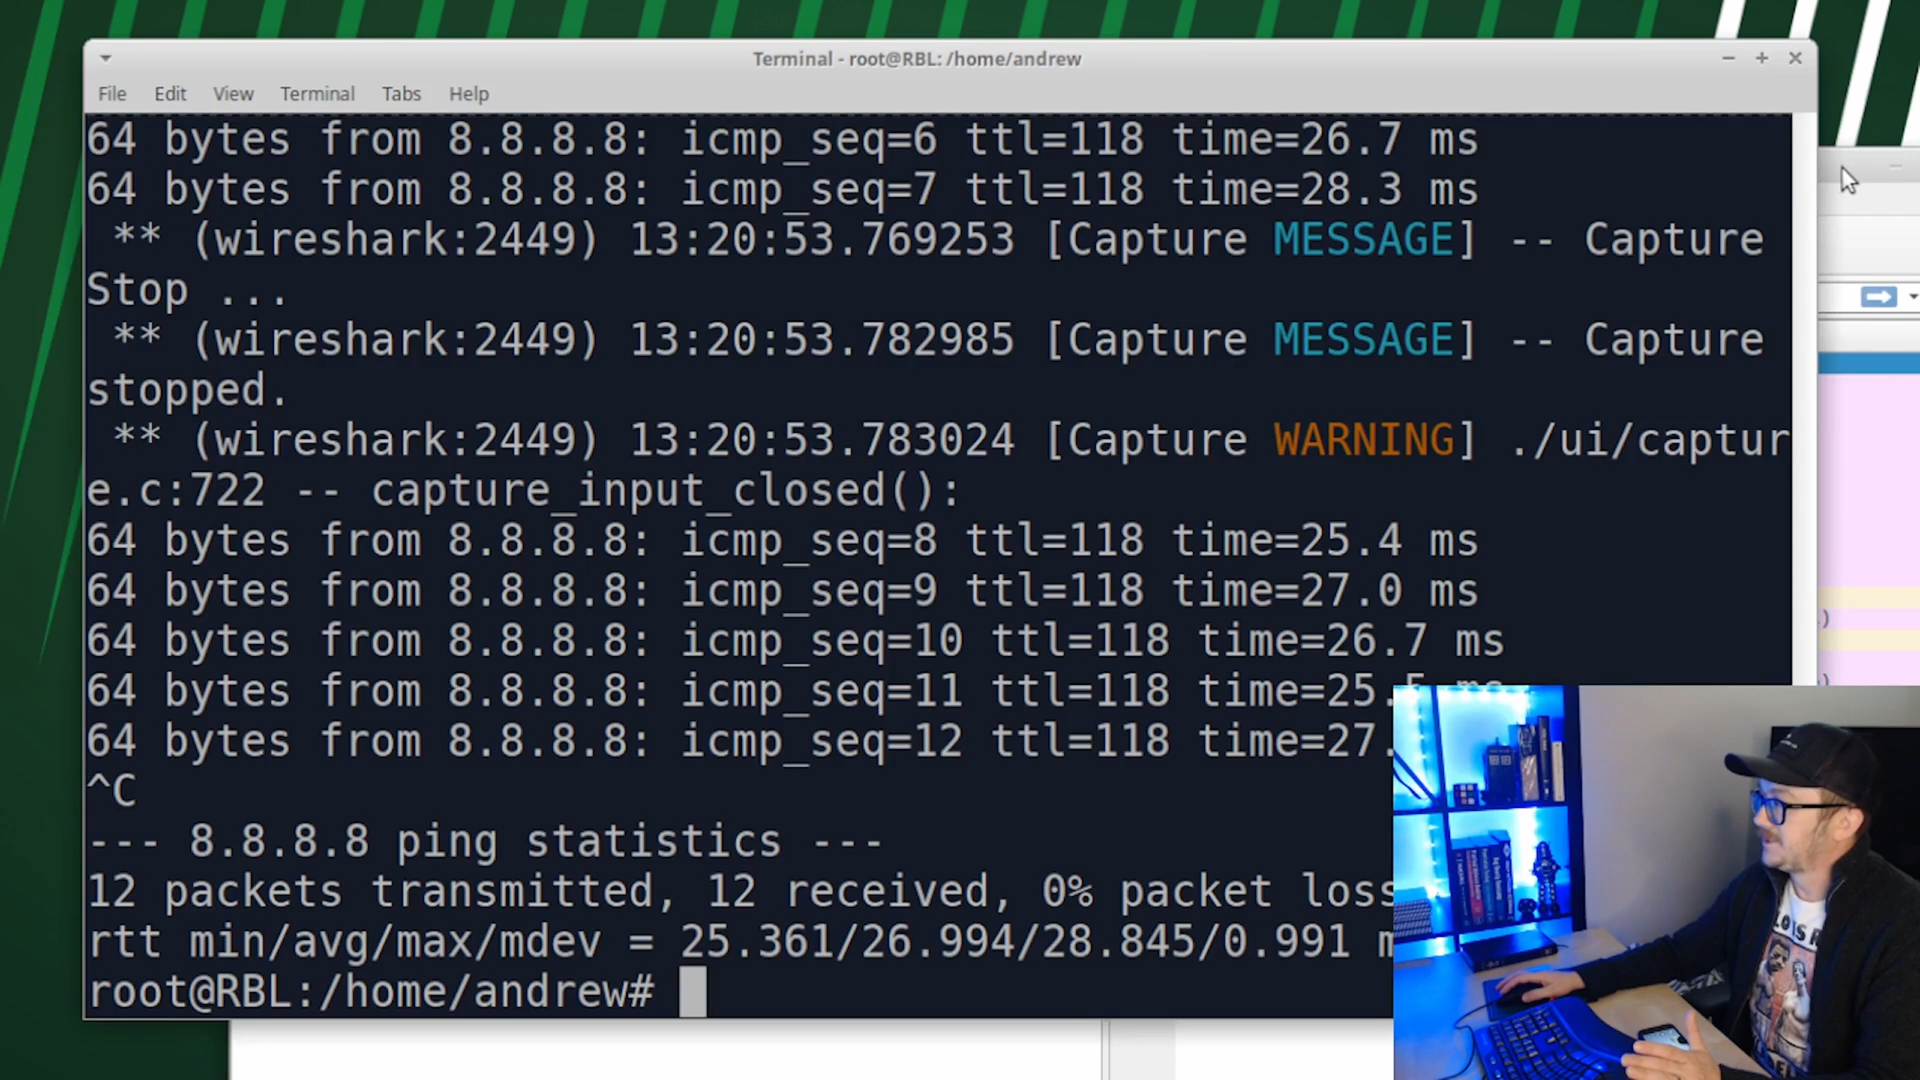 Terminal - root@RBL: /home/andrew
File Edit View Terminal Tabs Help
64 bytes from 8.8.8.8: icmp_seq=6 ttl=118 time=26.7 ms
64 bytes from 8.8.8.8: icmp_seq=7 ttl=118 time=28.3 ms
** (wireshark:2449) 13:20:53.769253 [Capture MESSAGE] -- Capture
Stop ...
** (wireshark:2449) 13:20:53.782985 [Capture MESSAGE] -- Capture
stopped.
** (wireshark:2449) 13:20:53.783024 [Capture WARNING] ./ui/captur
e.c:722 -- capture_input_closed():
64 bytes from 8.8.8.8: icmp_seq=8 ttl=118 time=25.4 ms
64 bytes from 8.8.8.8: icmp_seq=9 ttl=118 time=27.0 ms
64 bytes from 8.8.8.8: icmp_seq=10 ttl=118 time=26.7 ms
64 bytes from 8.8.8.8: icmp_seq=11 ttl=118 time=25.5 ms
64 bytes from 8.8.8.8: icmp_seq=12 ttl=118 time=27.
^C
--- 8.8.8.8 ping statistics ---
12 packets transmitted, 12 received, 0% packet loss
rtt min/avg/max/mdev = 25.361/26.994/28.845/0.991 m
root@RBL:/home/andrew#